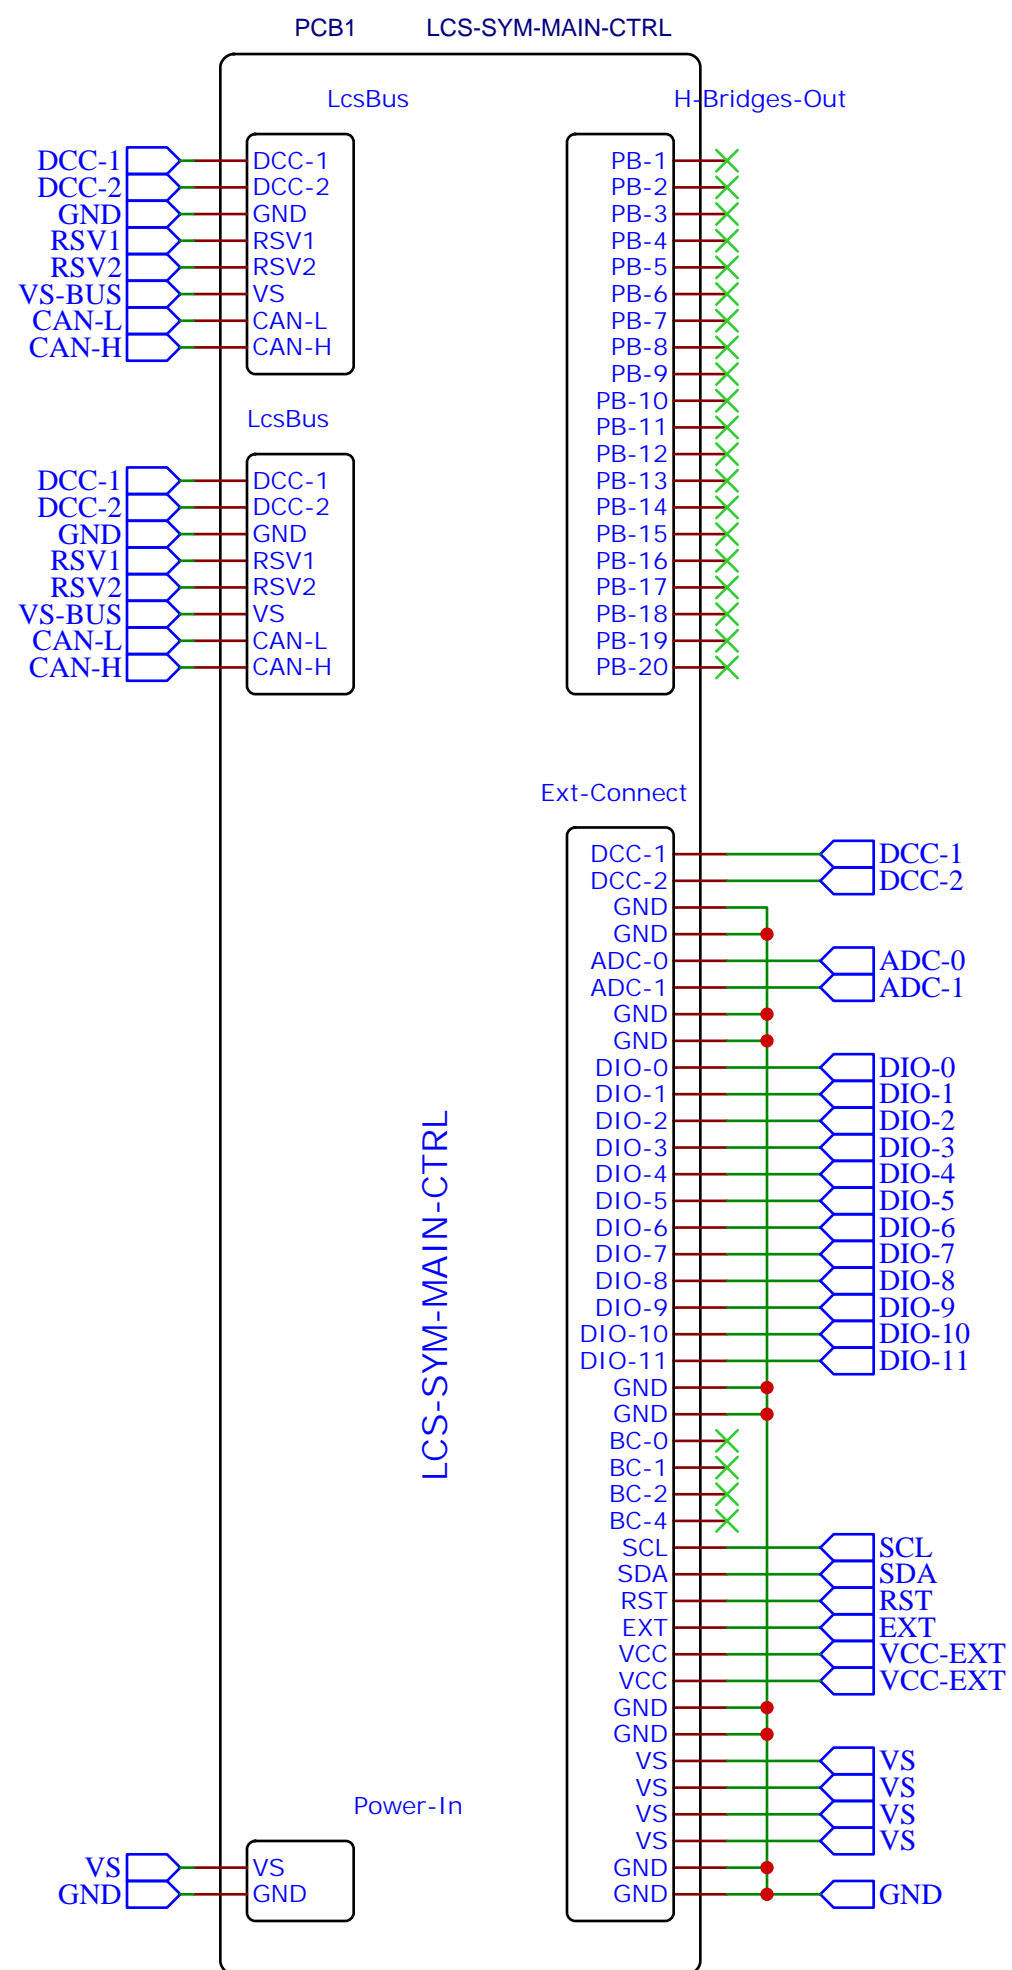 PCB1 LCS-SYM-MAIN-CTRL
LcsBus
DCC-1 DCC-1
DCC-2 DCC-2
GND GND
RSV1 RSV1
RSV2 RSV2
VS-BUS VS
CAN-L CAN-L
CAN-H CAN-H
LcsBus
DCC-1 DCC-1
DCC-2 DCC-2
GND GND
RSV1 RSV1
RSV2 RSV2
VS-BUS VS
CAN-L CAN-L
CAN-H CAN-H
H-Bridges-Out
PB-1
PB-2
PB-3
PB-4
PB-5
PB-6
PB-7
PB-8
PB-9
PB-10
PB-11
PB-12
PB-13
PB-14
PB-15
PB-16
PB-17
PB-18
PB-19
PB-20
Ext-Connect
DCC-1 DCC-1
DCC-2 DCC-2
GND
GND
ADC-0 ADC-0
ADC-1 ADC-1
GND
GND
DIO-0 DIO-0
DIO-1 DIO-1
DIO-2 DIO-2
DIO-3 DIO-3
DIO-4 DIO-4
DIO-5 DIO-5
DIO-6 DIO-6
DIO-7 DIO-7
DIO-8 DIO-8
DIO-9 DIO-9
DIO-10 DIO-10
DIO-11 DIO-11
GND
GND
BC-0
BC-1
BC-2
BC-4
SCL SCL
SDA SDA
RST RST
EXT EXT
VCC VCC-EXT
VCC VCC-EXT
GND
GND
VS VS
VS VS
VS VS
VS VS
GND
GND GND
LCS-SYM-MAIN-CTRL
Power-In
VS VS
GND GND